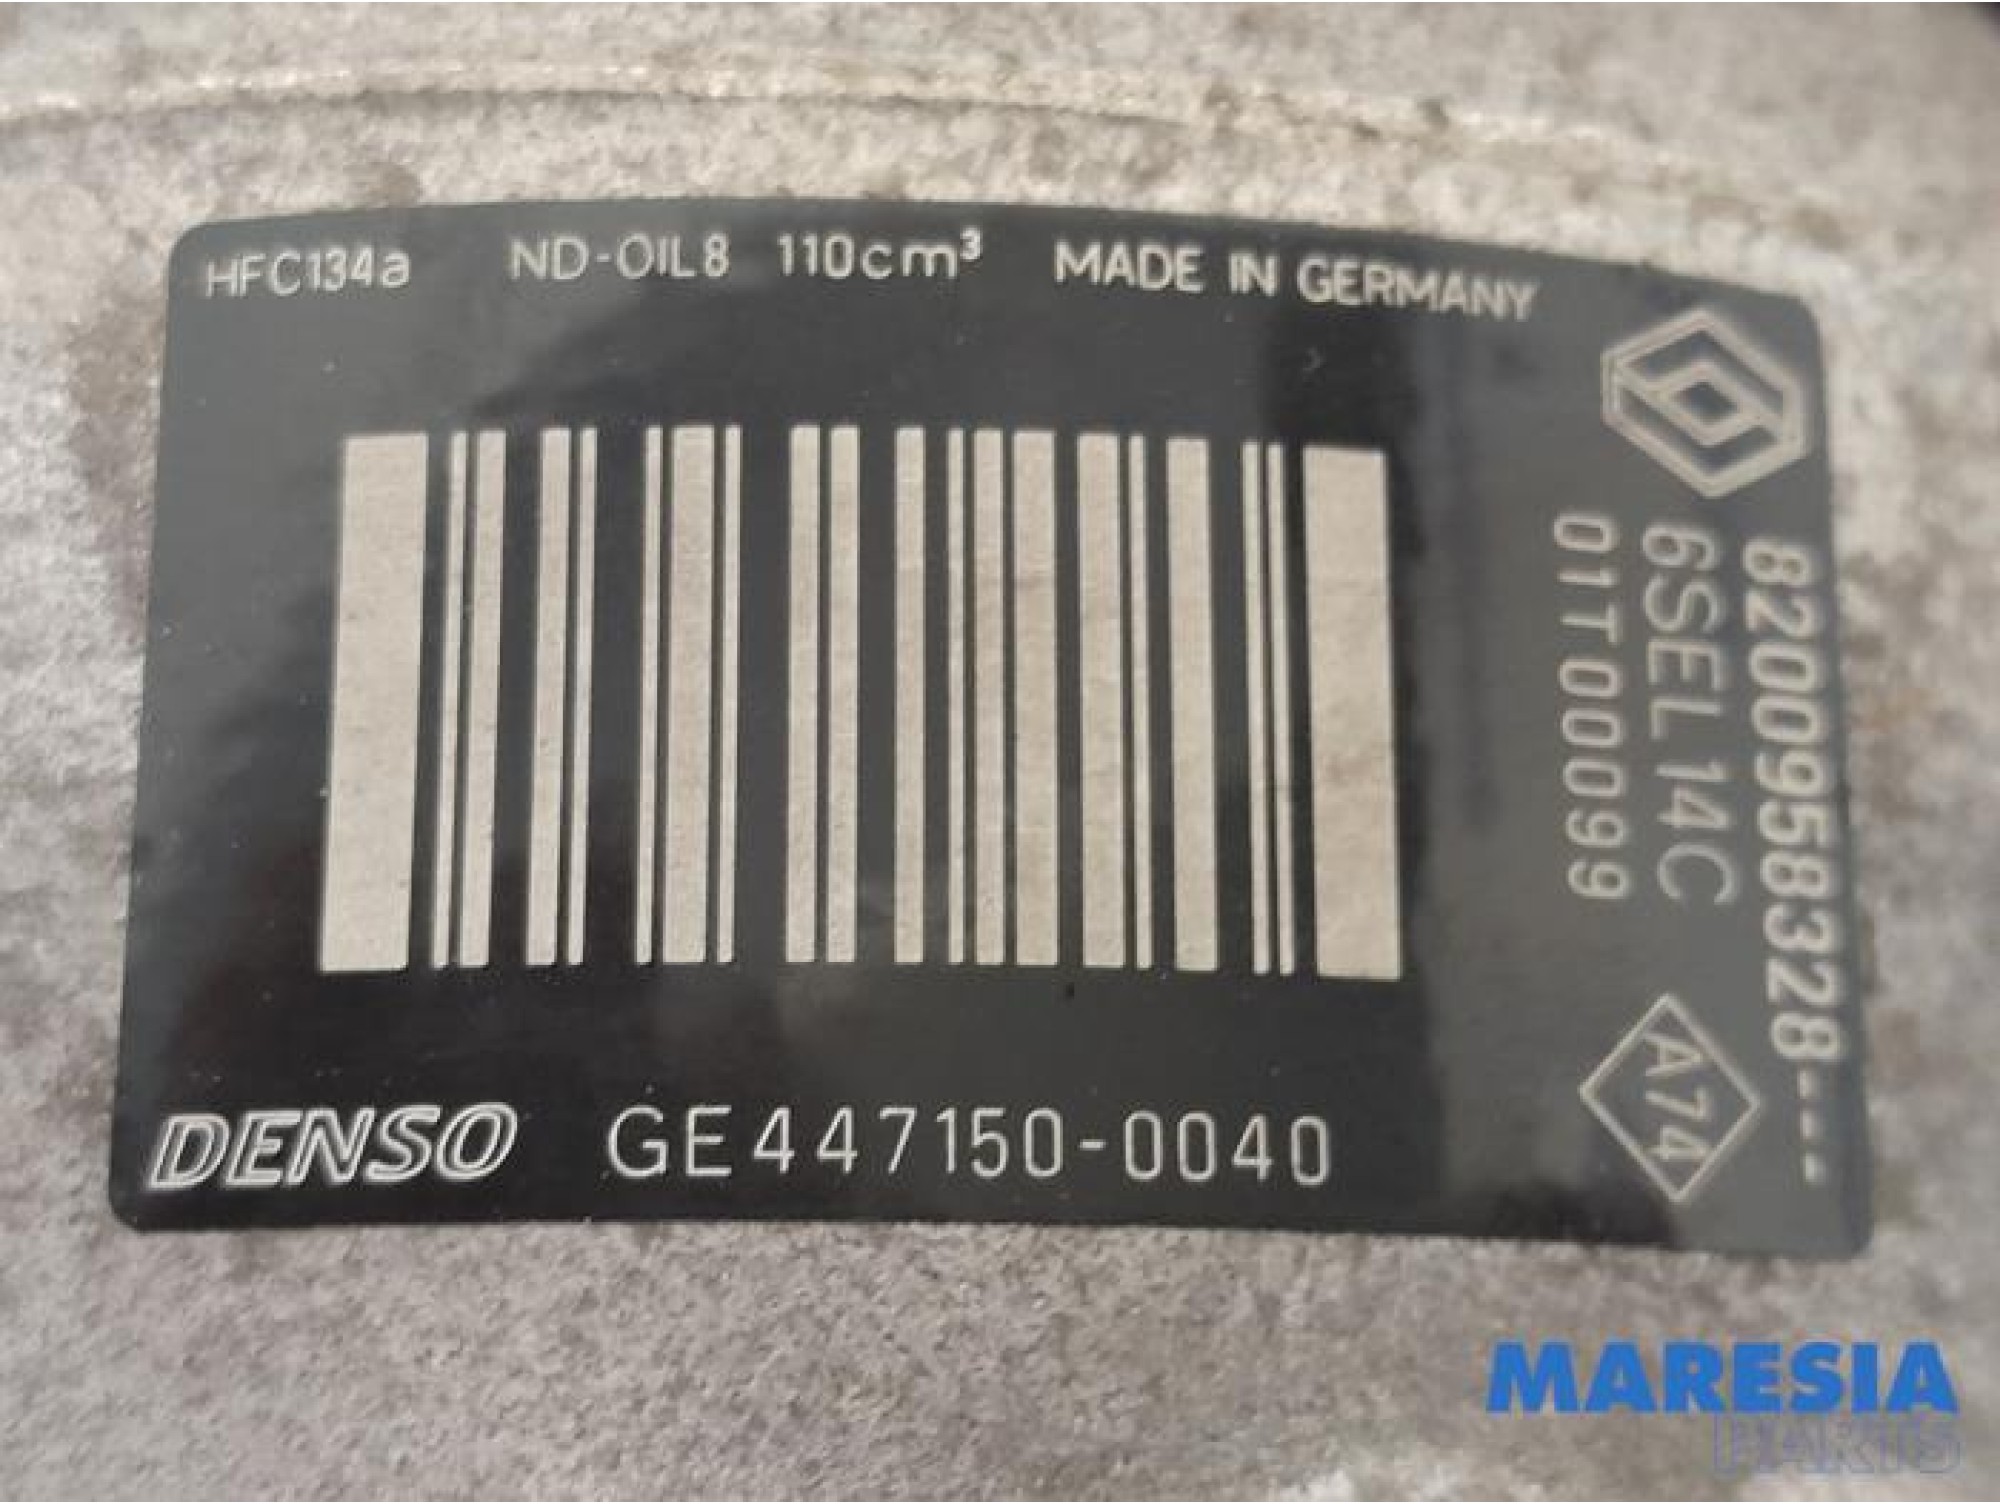 HFC134a ND-OIL8 110cm³ MADE IN GERMANY
8200958328----
6SEL14C
01T00099
A74
DENSO GE447150-0040
MARESIA
PARTS